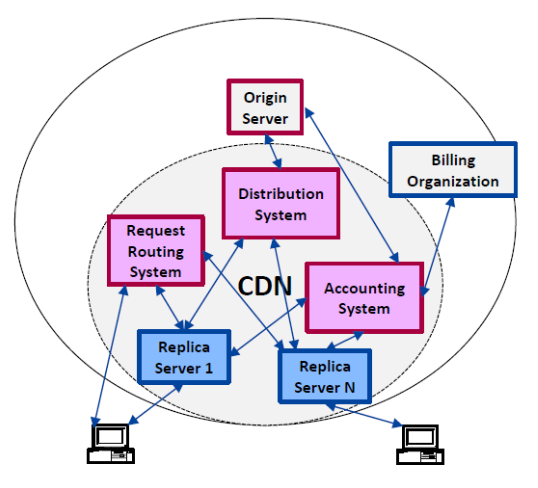 Origin
Server
Billing
Organization
Distribution
System
Request
Routing
System
CDN
Accounting
System
Replica
Server 1
Replica
Server N